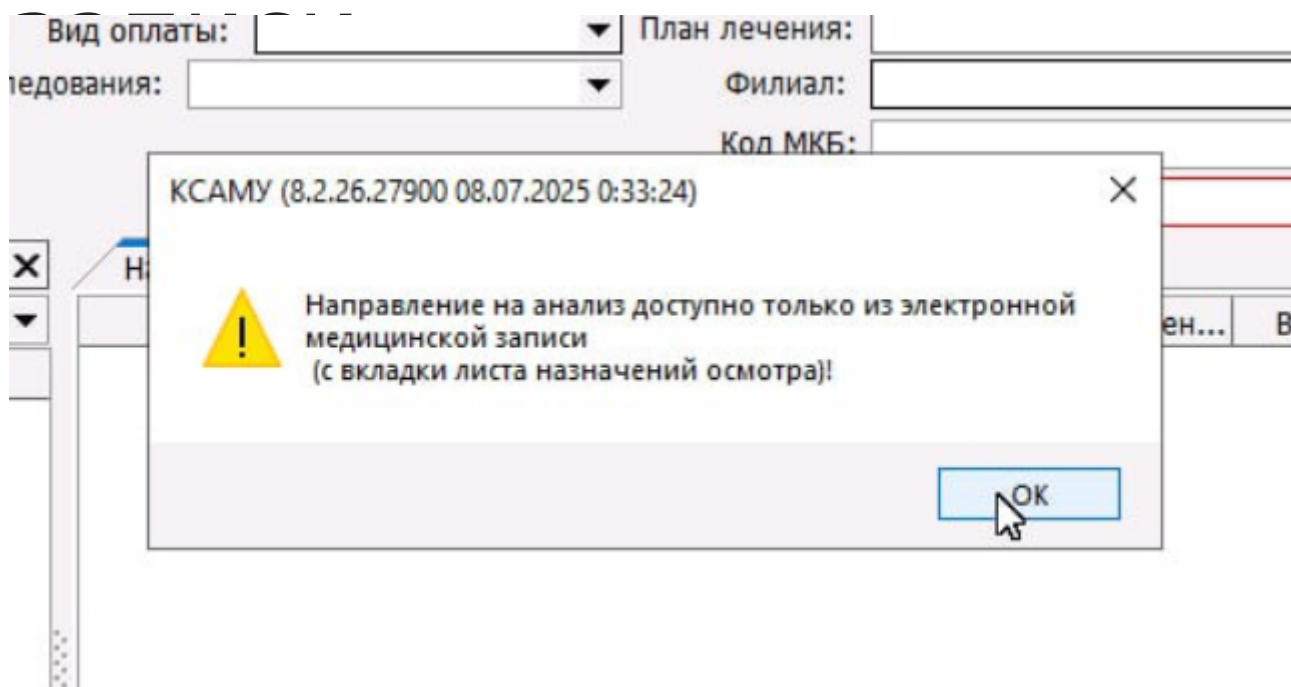 Вид оплаты:
План лечения:
ледования:
Филиал:
Код МКБ:
КСАМУ (8.2.26.27900 08.07.2025 0:33:24)
Направление на анализ доступно только из электронной
медицинской записи
(с вкладки листа назначений осмотра)!
ен...
В
Н
OK